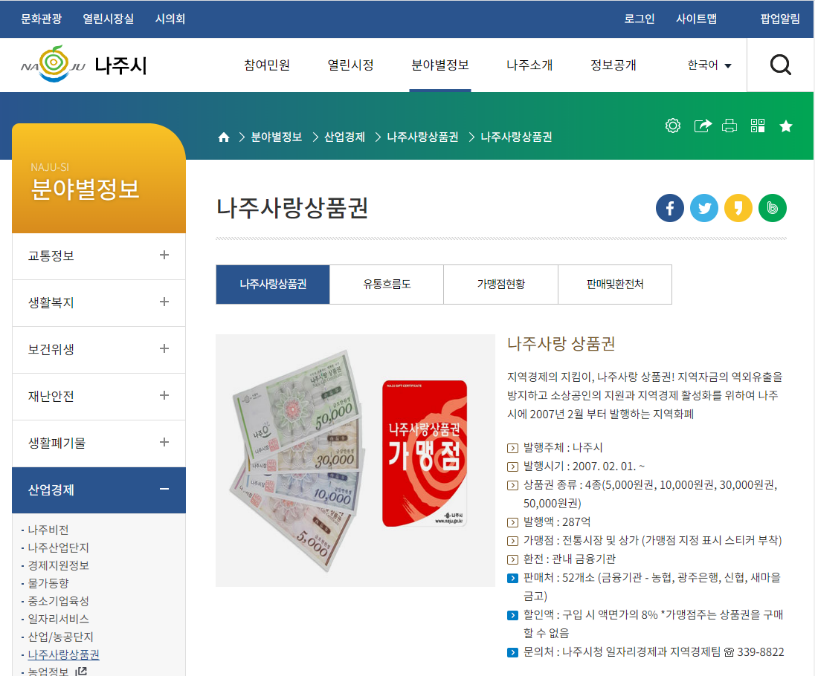 문화관광 열린시장실 시의회 로그인 사이트맵 팝업알림
NA JU 나주시 참여민원 열린시정 분야별정보 나주소개 정보공개 한국어
분야별정보 > 산업경제 > 나주사랑상품권 > 나주사랑상품권
NAJU-SI
분야별정보
교통정보
생활복지
보건위생
재난안전
생활폐기물
산업경제
- 나주비전
- 나주산업단지
- 경제지원정보
- 물가동향
- 중소기업육성
- 일자리서비스
- 산업/농공단지
- 나주사랑상품권
- 농업정보
나주사랑상품권
나주사랑상품권 유통흐름도 가맹점현황 판매및환전처
50,000
30,000
10,000
5,000
나주사랑상품권
가맹점
나주시
www.naju.go.kr
나주사랑 상품권
지역경제의 지킴이, 나주사랑 상품권! 지역자금의 역외유출을
방지하고 소상공인의 지원과 지역경제 활성화를 위하여 나주
시에 2007년 2월 부터 발행하는 지역화폐
발행주체 : 나주시
발행시기 : 2007. 02. 01. ~
상품권 종류 : 4종(5,000원권, 10,000원권, 30,000원권,
50,000원권)
발행액 : 287억
가맹점 : 전통시장 및 상가 (가맹점 지정 표시 스티커 부착)
환전 : 관내 금융기관
판매처 : 52개소 (금융기관 - 농협, 광주은행, 신협, 새마을
금고)
할인액 : 구입 시 액면가의 8% *가맹점주는 상품권을 구매
할 수 없음
문의처 : 나주시청 일자리경제과 지역경제팀 ☏ 339-8822